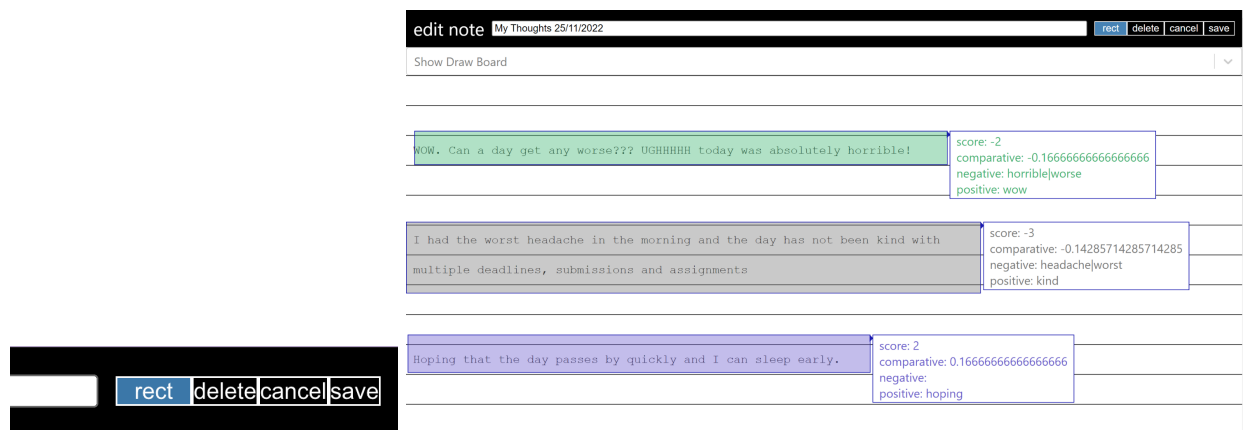 rect delete cancel save
edit note My Thoughts 25/11/2022 rect delete cancel save
Show Draw Board
WOW. Can a day get any worse??? UGHHHHH today was absolutely horrible!
score: -2
comparative: -0.16666666666666666
negative: horrible|worse
positive: wow
I had the worst headache in the morning and the day has not been kind with
multiple deadlines, submissions and assignments
score: -3
comparative: -0.14285714285714285
negative: headache|worst
positive: kind
Hoping that the day passes by quickly and I can sleep early.
score: 2
comparative: 0.16666666666666666
negative:
positive: hoping